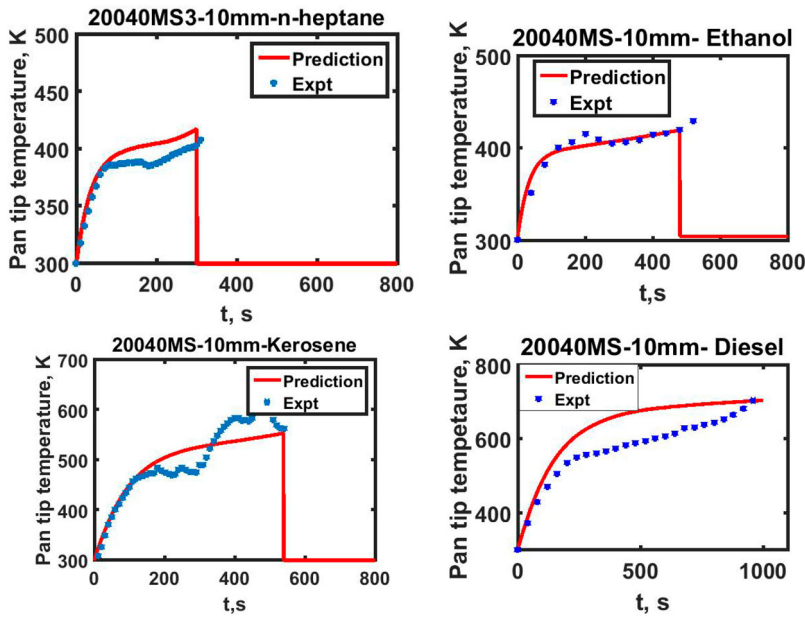 20040MS3-10mm-n-heptane
Pan tip temperature, K
500
450
400
350
300
Prediction
Expt
0 200 400 600 800
t, s
20040MS-10mm- Ethanol
Pan tip temperature, K
500
400
300
Prediction
Expt
0 200 400 600 800
t,s
20040MS-10mm-Kerosene
Pan tip temperature, K
700
600
500
400
300
Prediction
Expt
0 200 400 600 800
t,s
20040MS-10mm- Diesel
Pan tip tempetaure, K
800
600
400
Prediction
Expt
0 500 1000
t, s